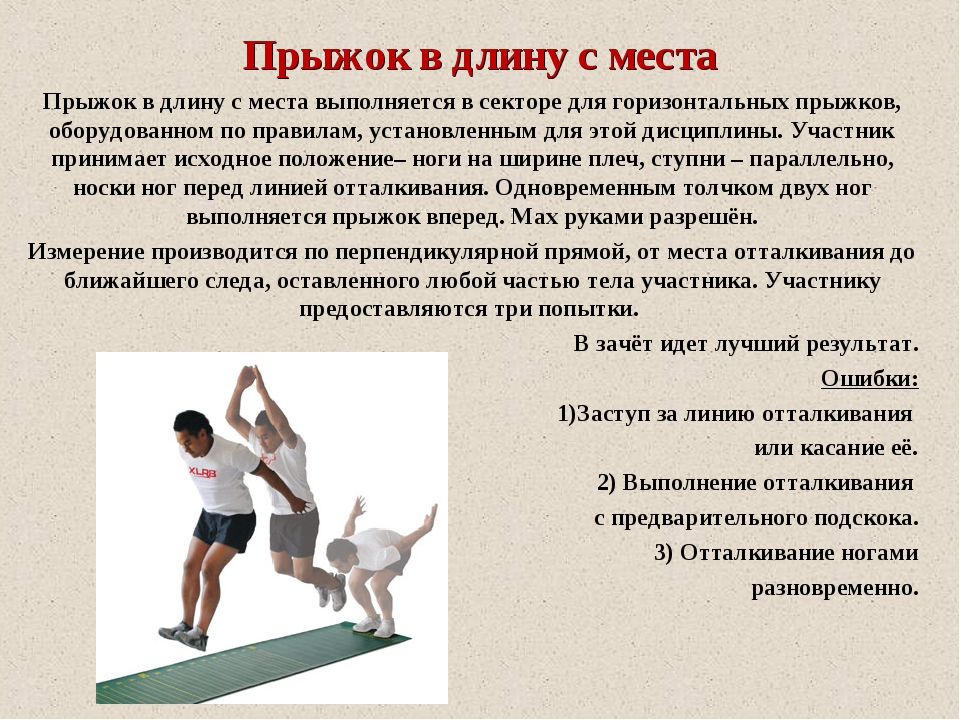 Прыжок в длину с места
Прыжок в длину с места выполняется в секторе для горизонтальных прыжков,
оборудованном по правилам, установленным для этой дисциплины. Участник
принимает исходное положение– ноги на ширине плеч, ступни – параллельно,
носки ног перед линией отталкивания. Одновременным толчком двух ног
выполняется прыжок вперед. Мах руками разрешён.
Измерение производится по перпендикулярной прямой, от места отталкивания до
ближайшего следа, оставленного любой частью тела участника. Участнику
предоставляются три попытки.
В зачёт идет лучший результат.
Ошибки:
1)Заступ за линию отталкивания
или касание её.
2) Выполнение отталкивания
с предварительного подскока.
3) Отталкивание ногами
разновременно.
XLR8